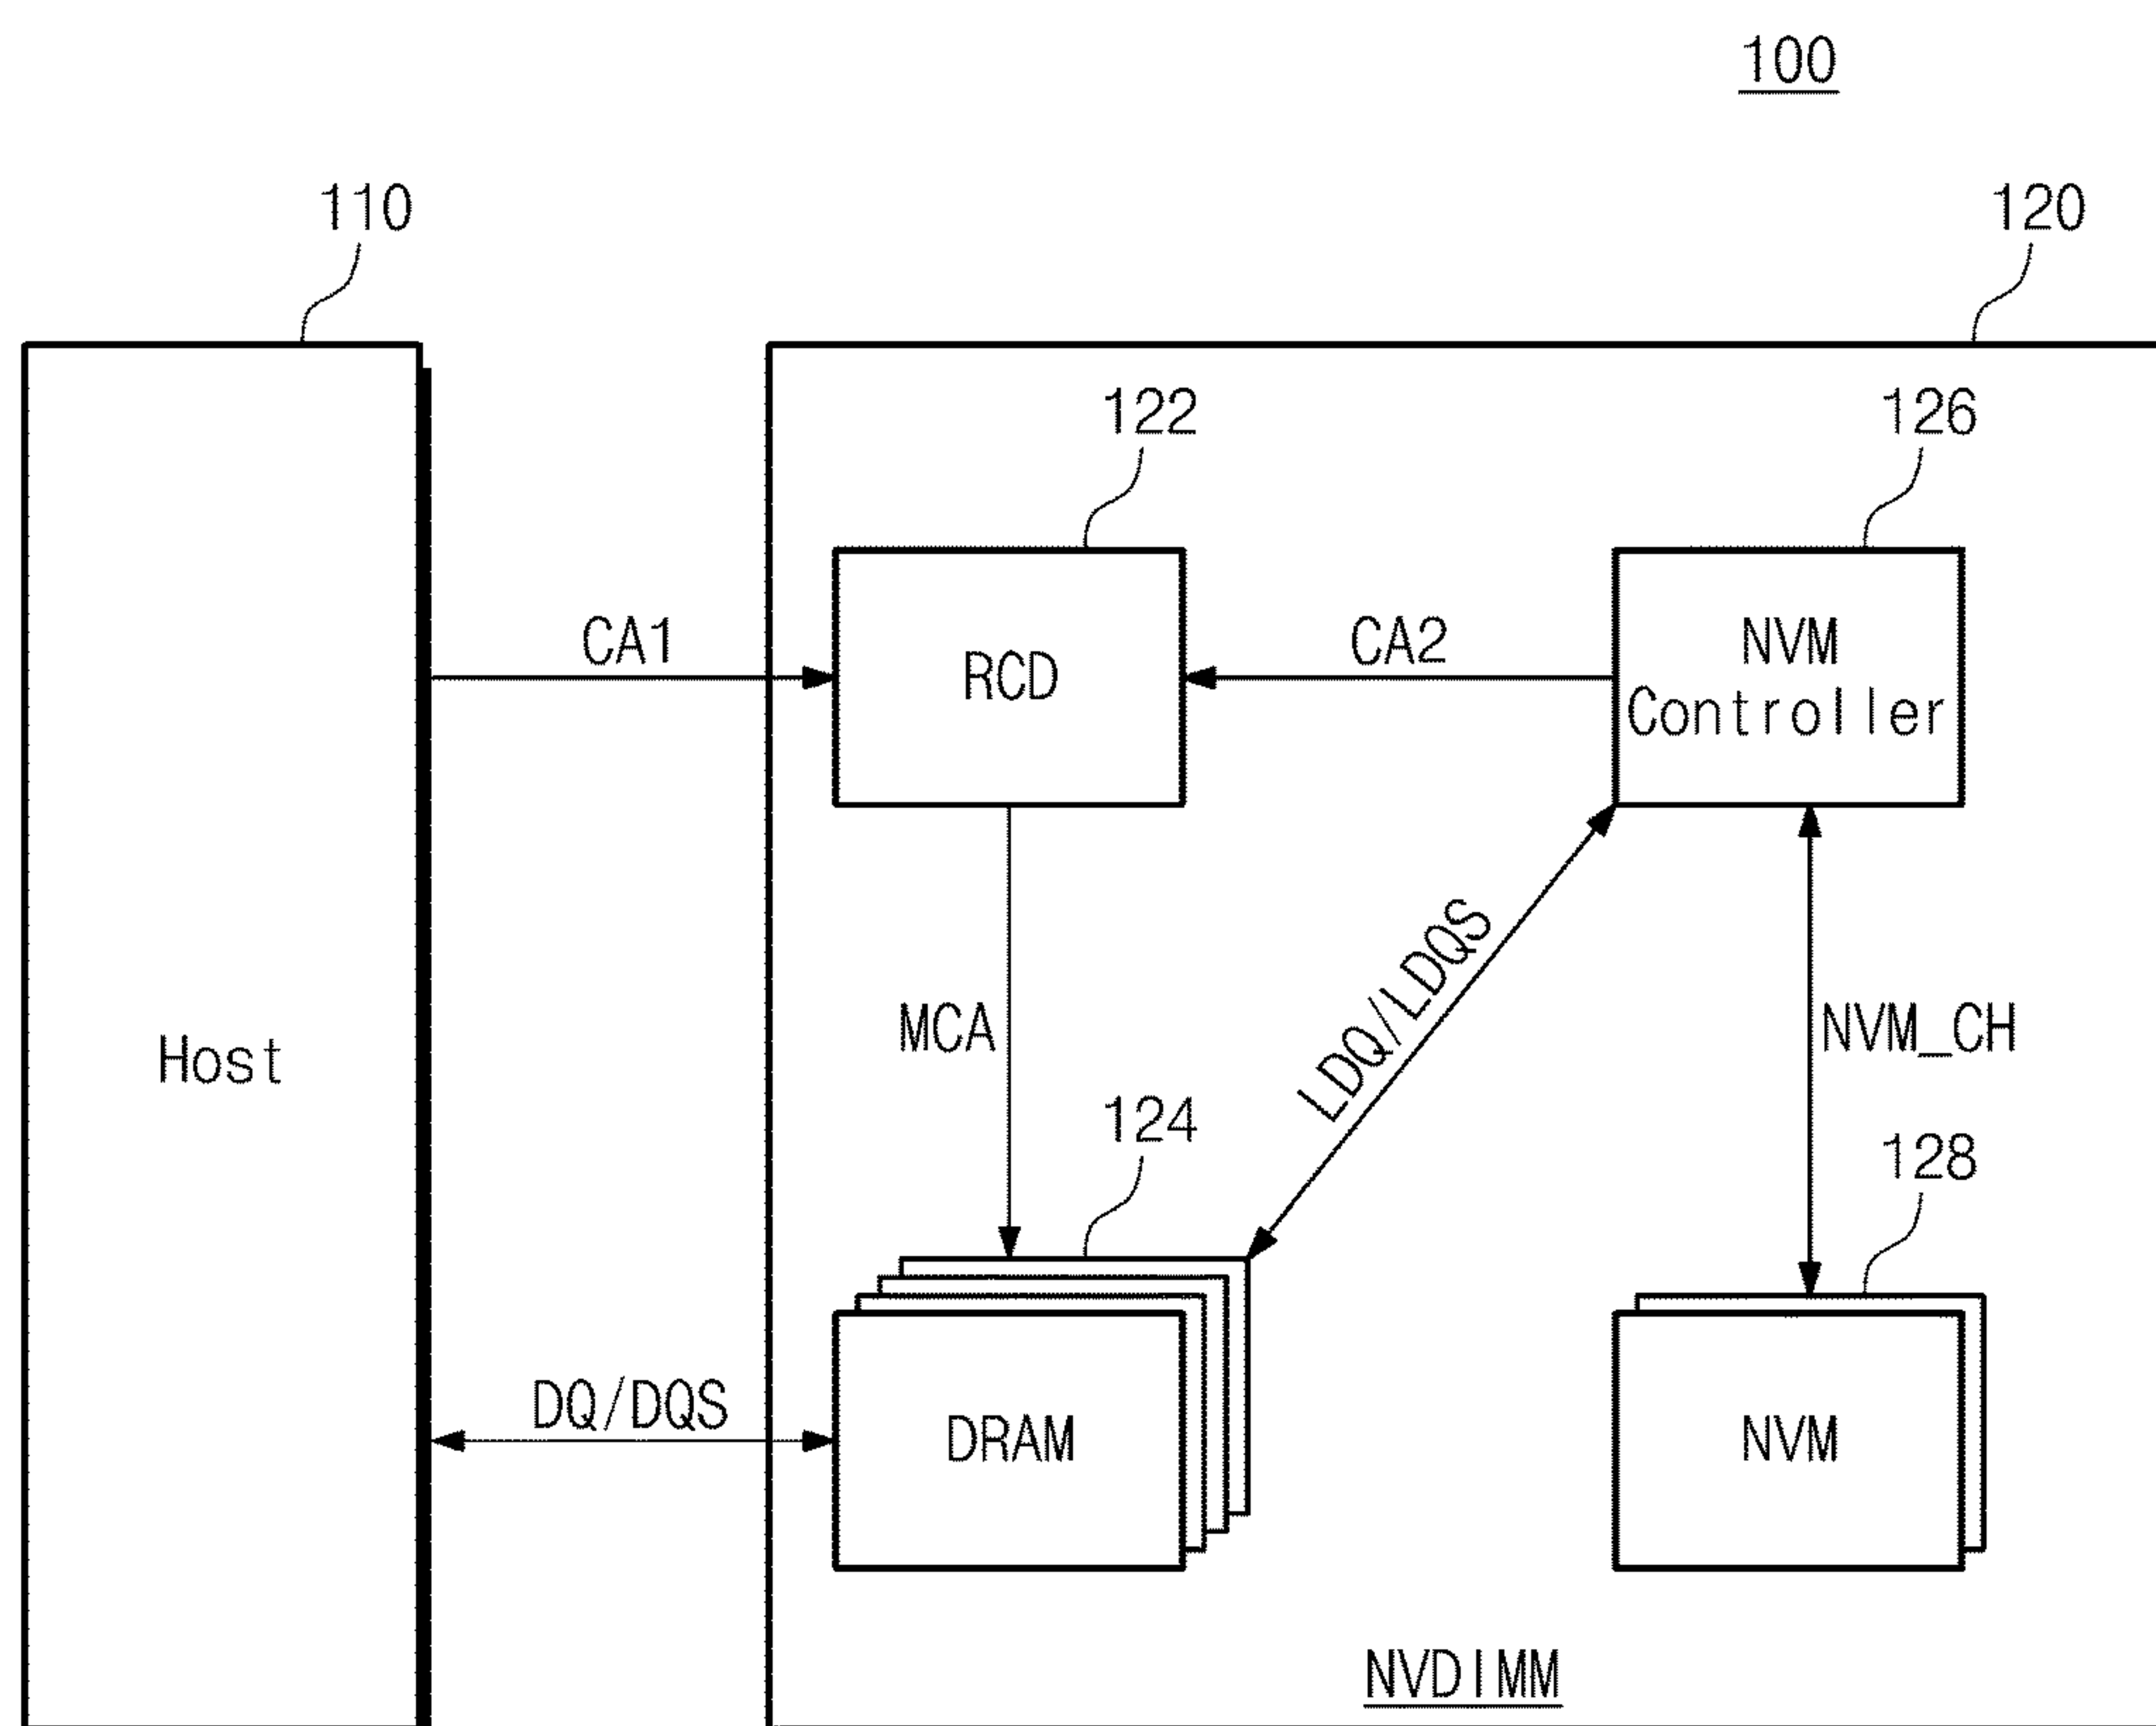 100
110
120
122
126
CA1
RCD
CA2
NVM
Controller
LDQ/LDQS
MCA
NVM_CH
Host
124
128
DQ/DQS
DRAM
NVM
NVDIMM